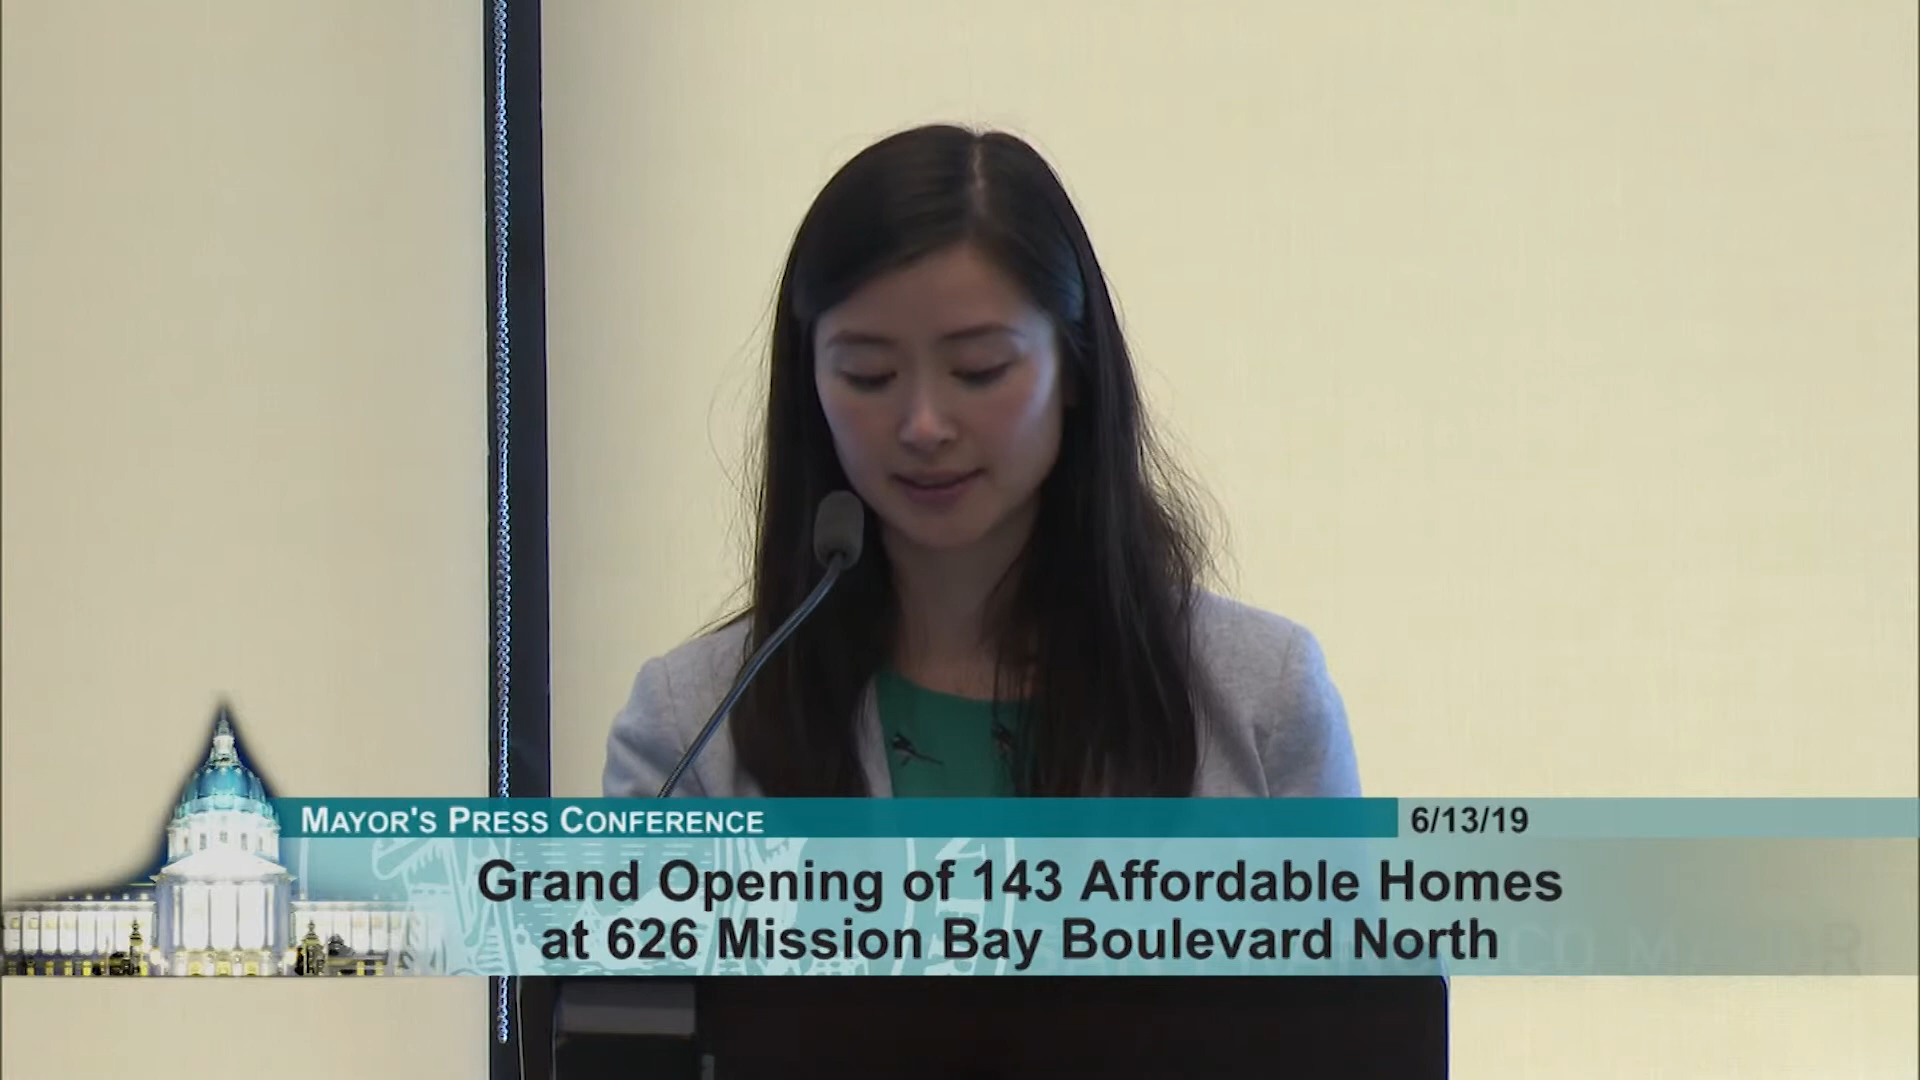 MAYOR'S PRESS CONFERENCE
6/13/19
Grand Opening of 143 Affordable Homes
at 626 Mission Bay Boulevard North